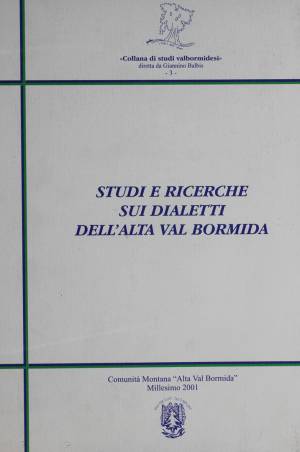 «Collana di studi valbormidesi»
diretta da Giannino Balbis
- 3 -
STUDI E RICERCHE
SUI DIALETTI
DELL'ALTA VAL BORMIDA
Comunità Montana "Alta Val Bormida"
Millesimo 2001